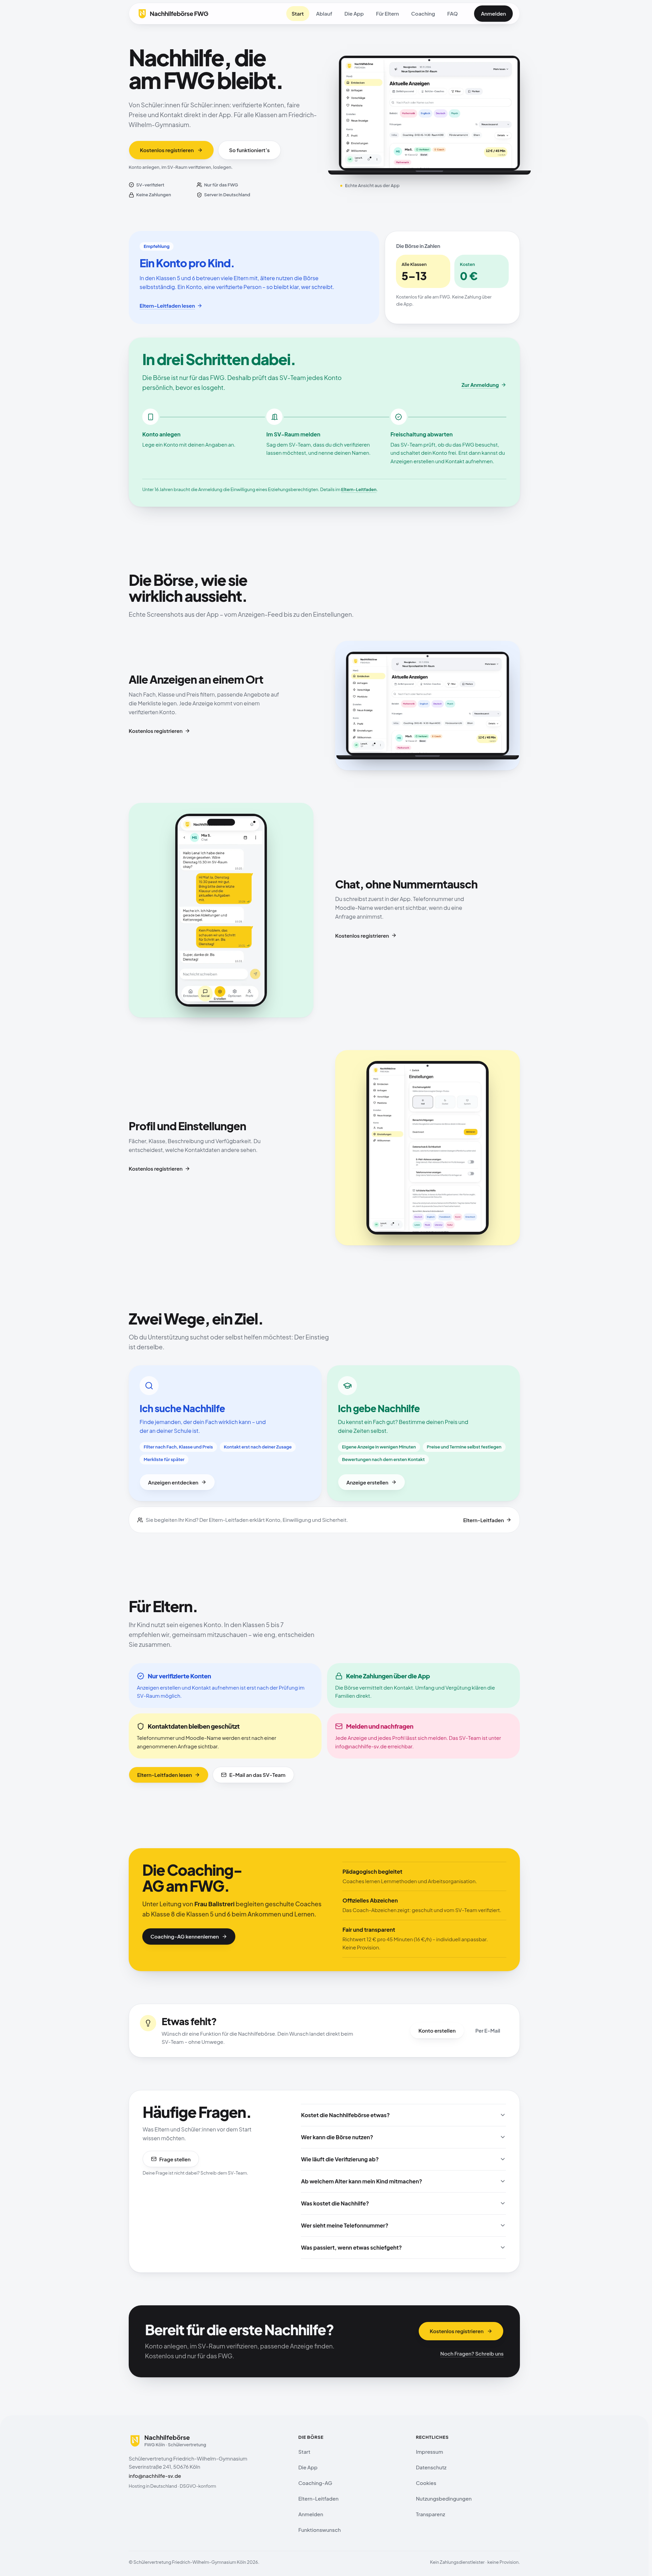 Nachhilfebörse FWG
Start
Ablauf
Die App
Für Eltern
Coaching
FAQ
Anmelden
Nachhilfe, die
am FWG bleibt.
Von Schüler:innen für Schüler:innen: verifizierte Konten, faire
Preise und Kontakt direkt in der App. Für alle Klassen am Friedrich-
Wilhelm-Gymnasium.
Kostenlos registrieren
So funktioniert's
Konto anlegen, im SV-Raum verifizieren, loslegen.
SV-verifiziert
Nur für das FWG
Keine Zahlungen
Server in Deutschland
Aktuelle Anzeigen
Echte Ansicht aus der App
Empfehlung
Ein Konto pro Kind.
In den Klassen 5 und 6 betreuen viele Eltern mit, ältere nutzen die Börse
selbstständig. Ein Konto, eine verifizierte Person – so bleibt klar, wer schreibt.
Eltern-Leitfaden lesen
Die Börse in Zahlen
Alle Klassen
5–13
Kosten
0 €
Kostenlos für alle am FWG. Keine Zahlung über
die App.
In drei Schritten dabei.
Die Börse ist nur für das FWG. Deshalb prüft das SV-Team jedes Konto
persönlich, bevor es losgeht.
Zur Anmeldung
Konto anlegen
Lege ein Konto mit deinen Angaben an.
Im SV-Raum melden
Sag dem SV-Team, dass du dich verifizieren
lassen möchtest, und nenne deinen Namen.
Freischaltung abwarten
Das SV-Team prüft, ob du das FWG besuchst,
und schaltet dein Konto frei. Erst dann kannst du
Anzeigen erstellen und Kontakt aufnehmen.
Unter 16 Jahren braucht die Anmeldung die Einwilligung eines Erziehungsberechtigten. Details im Eltern-Leitfaden.
Die Börse, wie sie
wirklich aussieht.
Echte Screenshots aus der App – vom Anzeigen-Feed bis zu den Einstellungen.
Alle Anzeigen an einem Ort
Nach Fach, Klasse und Preis filtern, passende Angebote auf
die Merkliste legen. Jede Anzeige kommt von einem
verifizierten Konto.
Kostenlos registrieren
Aktuelle Anzeigen
Chat, ohne Nummerntausch
Du schreibst zuerst in der App. Telefonnummer und
Moodle-Name werden erst sichtbar, wenn du eine
Anfrage annimmst.
Kostenlos registrieren
Profil und Einstellungen
Fächer, Klasse, Beschreibung und Verfügbarkeit. Du
entscheidest, welche Kontaktdaten andere sehen.
Kostenlos registrieren
Einstellungen
Zwei Wege, ein Ziel.
Ob du Unterstützung suchst oder selbst helfen möchtest: Der Einstieg
ist derselbe.
Ich suche Nachhilfe
Finde jemanden, der dein Fach wirklich kann – und
der an deiner Schule ist.
Filter nach Fach, Klasse und Preis
Kontakt erst nach deiner Zusage
Merkliste für später
Anzeigen entdecken
Ich gebe Nachhilfe
Du kennst ein Fach gut? Bestimme deinen Preis und
deine Zeiten selbst.
Eigene Anzeige in wenigen Minuten
Preise und Termine selbst festlegen
Bewertungen nach dem ersten Kontakt
Anzeige erstellen
Sie begleiten Ihr Kind? Der Eltern-Leitfaden erklärt Konto, Einwilligung und Sicherheit.
Eltern-Leitfaden
Für Eltern.
Ihr Kind nutzt sein eigenes Konto. In den Klassen 5 bis 7
empfehlen wir, gemeinsam mitzuschauen – wie eng, entscheiden
Sie zusammen.
Nur verifizierte Konten
Anzeigen erstellen und Kontakt aufnehmen ist erst nach der Prüfung im
SV-Raum möglich.
Keine Zahlungen über die App
Die Börse vermittelt den Kontakt. Umfang und Vergütung klären die
Familien direkt.
Kontaktdaten bleiben geschützt
Telefonnummer und Moodle-Name werden erst nach einer
angenommenen Anfrage sichtbar.
Melden und nachfragen
Jede Anzeige und jedes Profil lässt sich melden. Das SV-Team ist unter
info@nachhilfe-sv.de erreichbar.
Eltern-Leitfaden lesen
E-Mail an das SV-Team
Die Coaching-
AG am FWG.
Unter Leitung von Frau Balistreri begleiten geschulte Coaches
ab Klasse 8 die Klassen 5 und 6 beim Ankommen und Lernen.
Coaching-AG kennenlernen
Pädagogisch begleitet
Coaches lernen Lernmethoden und Arbeitsorganisation.
Offizielles Abzeichen
Das Coach-Abzeichen zeigt: geschult und vom SV-Team verifiziert.
Fair und transparent
Richtwert 12 € pro 45 Minuten (16 €/h) – individuell anpassbar.
Keine Provision.
Etwas fehlt?
Wünsch dir eine Funktion für die Nachhilfebörse. Dein Wunsch landet direkt beim
SV-Team – ohne Umwege.
Konto erstellen
Per E-Mail
Häufige Fragen.
Was Eltern und Schüler:innen vor dem Start
wissen möchten.
Frage stellen
Deine Frage ist nicht dabei? Schreib dem SV-Team.
Kostet die Nachhilfebörse etwas?
Wer kann die Börse nutzen?
Wie läuft die Verifizierung ab?
Ab welchem Alter kann mein Kind mitmachen?
Was kostet die Nachhilfe?
Wer sieht meine Telefonnummer?
Was passiert, wenn etwas schiefgeht?
Bereit für die erste Nachhilfe?
Konto anlegen, im SV-Raum verifizieren, passende Anzeige finden.
Kostenlos und nur für das FWG.
Kostenlos registrieren
Noch Fragen? Schreib uns
Nachhilfebörse
FWG Köln · Schülervertretung
Schülervertretung Friedrich-Wilhelm-Gymnasium
Severinstraße 241, 50676 Köln
info@nachhilfe-sv.de
Hosting in Deutschland · DSGVO-konform
DIE BÖRSE
Start
Die App
Coaching-AG
Eltern-Leitfaden
Anmelden
Funktionswunsch
RECHTLICHES
Impressum
Datenschutz
Cookies
Nutzungsbedingungen
Transparenz
© Schülervertretung Friedrich-Wilhelm-Gymnasium Köln 2026.
Kein Zahlungsdienstleister · keine Provision.